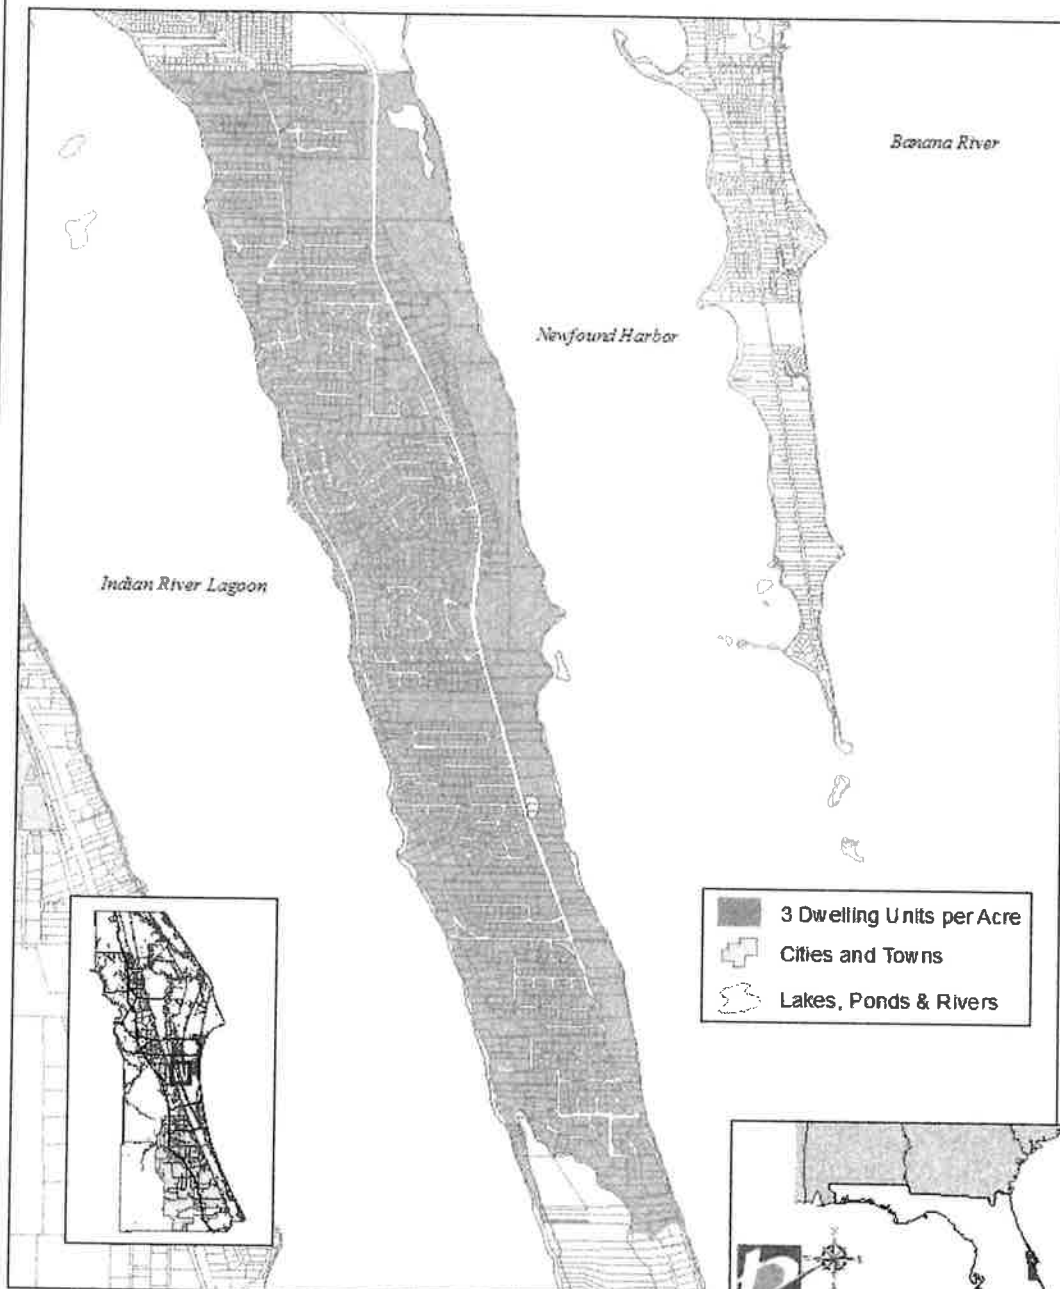 Banana River
Newfound Harbor
Indian River Lagoon
3 Dwelling Units per Acre
Cities and Towns
Lakes, Ponds & Rivers